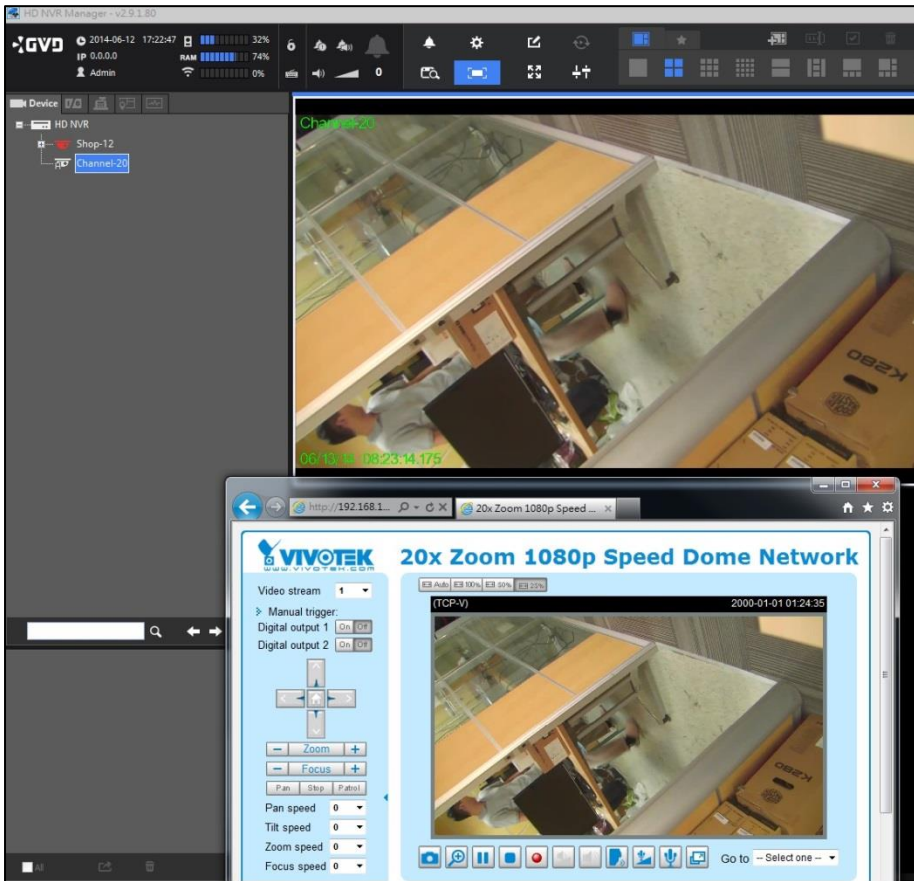 HD NVR Manager - v2.9.1.80
GVD
2014-06-12 17:22:47
32%
IP 0.0.0.0
RAM
74%
Admin
0%
0
Device
HD NVR
Shop-12
Channel-20
Channel-20
K280
06/13/18 08:23:14.175
http://192.168.1...
20x Zoom 1080p Speed ...
VIVOTEK
www.vivotek.com
20x Zoom 1080p Speed Dome Network
Video stream 1
Manual trigger:
Digital output 1 On Off
Digital output 2 On Off
Auto 100% 50% 25%
(TCP-V)
2000-01-01 01:24:35
K280
Zoom
Focus
Pan Stop Patrol
Pan speed 0
Tilt speed 0
Zoom speed 0
Focus speed 0
Go to -- Select one --
All